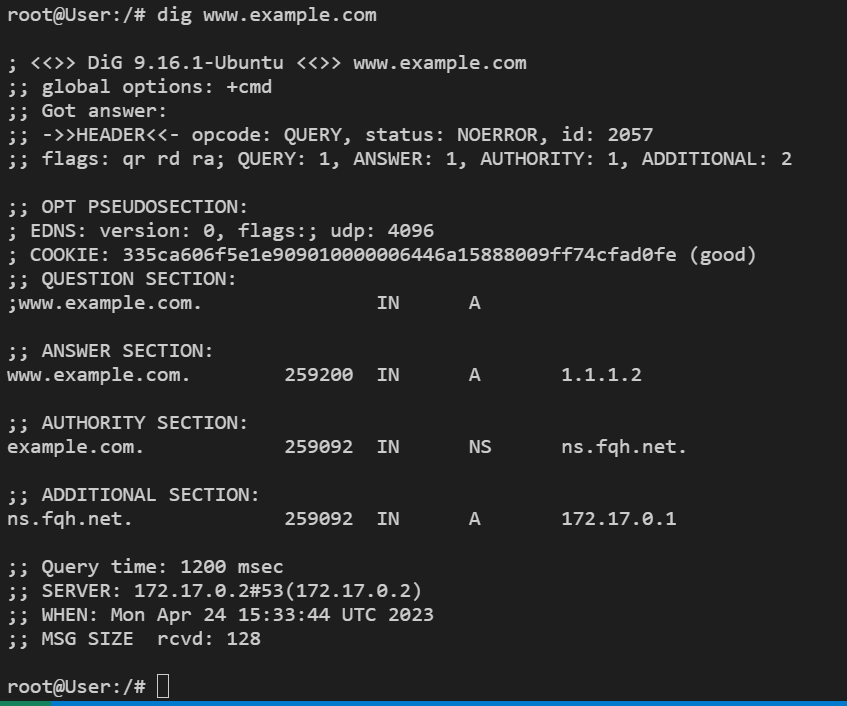 root@User:/# dig www.example.com
; <<>> DiG 9.16.1-Ubuntu <<>> www.example.com
;; global options: +cmd
;; Got answer:
;; ->>HEADER<<- opcode: QUERY, status: NOERROR, id: 2057
;; flags: qr rd ra; QUERY: 1, ANSWER: 1, AUTHORITY: 1, ADDITIONAL: 2
;; OPT PSEUDOSECTION:
; EDNS: version: 0, flags:; udp: 4096
; COOKIE: 335ca606f5e1e909010000006446a15888009ff74cfad0fe (good)
;; QUESTION SECTION:
;www.example.com. IN A
;; ANSWER SECTION:
www.example.com. 259200 IN A 1.1.1.2
;; AUTHORITY SECTION:
example.com. 259092 IN NS ns.fqh.net.
;; ADDITIONAL SECTION:
ns.fqh.net. 259092 IN A 172.17.0.1
;; Query time: 1200 msec
;; SERVER: 172.17.0.2#53(172.17.0.2)
;; WHEN: Mon Apr 24 15:33:44 UTC 2023
;; MSG SIZE rcvd: 128
root@User:/#